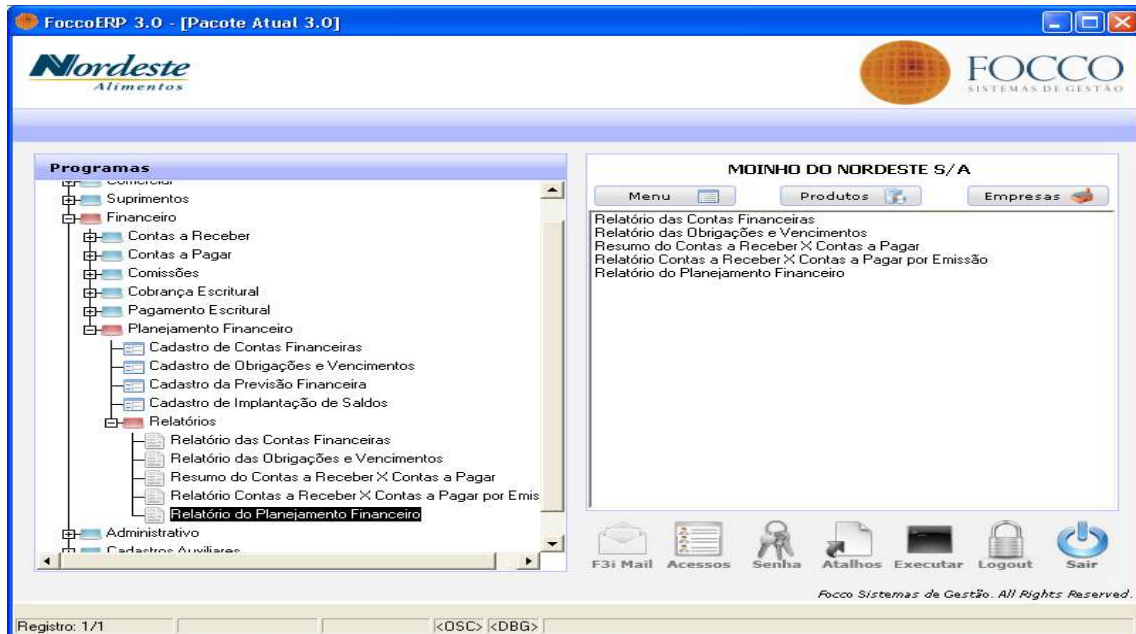 FoccoERP 3.0 - [Pacote Atual 3.0]
Nordeste
Alimentos
FOCCO
SISTEMAS DE GESTÃO
Programas
Comercial
Suprimentos
Financeiro
Contas a Receber
Contas a Pagar
Comissões
Cobrança Escritural
Pagamento Escritural
Planejamento Financeiro
Cadastro de Contas Financeiras
Cadastro de Obrigações e Vencimentos
Cadastro da Previsão Financeira
Cadastro de Implantação de Saldos
Relatórios
Relatório das Contas Financeiras
Relatório das Obrigações e Vencimentos
Resumo do Contas a Receber X Contas a Pagar
Relatório Contas a Receber X Contas a Pagar por Emis
Relatório do Planejamento Financeiro
Administrativo
Cadastros Auxiliares
MOINHO DO NORDESTE S/A
Menu Produtos Empresas
Relatório das Contas Financeiras
Relatório das Obrigações e Vencimentos
Resumo do Contas a Receber X Contas a Pagar
Relatório Contas a Receber X Contas a Pagar por Emissão
Relatório do Planejamento Financeiro
F3i Mail Acessos Senha Atalhos Executar Logout Sair
Focco Sistemas de Gestão. All Rights Reserved.
Registro: 1/1 <OSC> <DBG>